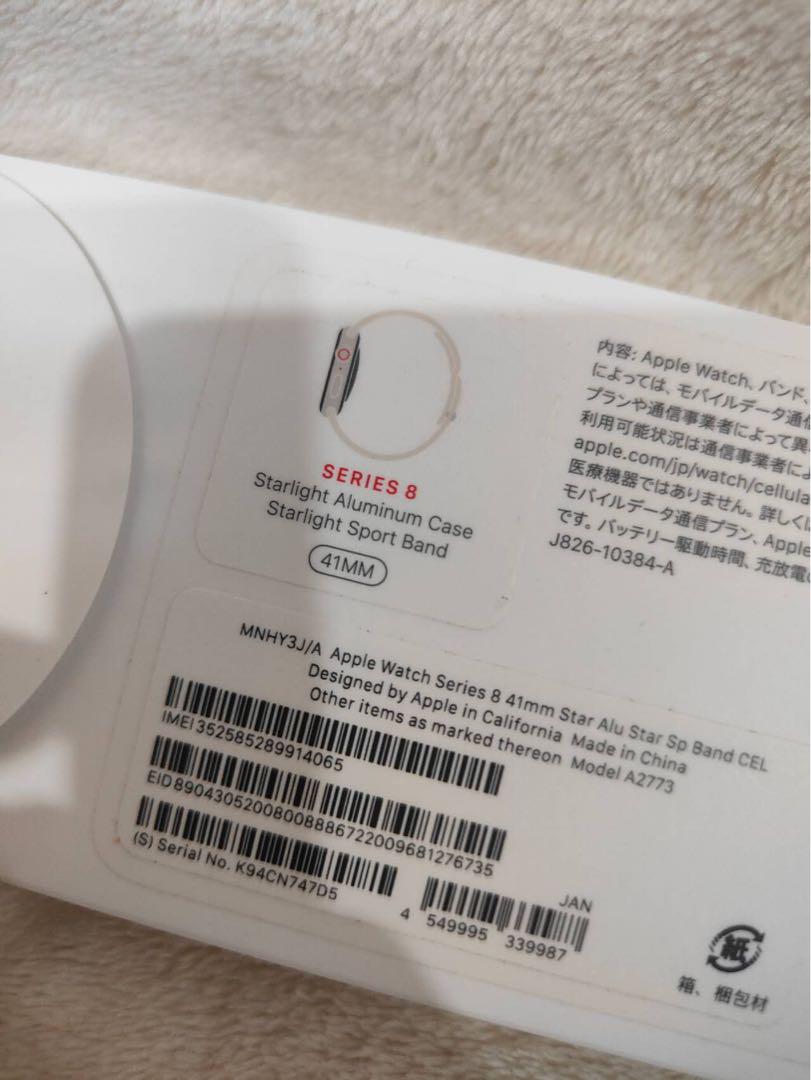 SERIES 8
Starlight Aluminum Case
Starlight Sport Band
41MM
内容: Apple Watch、バンド、
によっては、モバイルデータ通信
プランや通信事業者によって異
利用可能状況は通信事業者によ
apple.com/jp/watch/cellula
医療機器ではありません。詳しくは
モバイルデータ通信プラン、Apple
です。バッテリー駆動時間、充放電の
J826-10384-A
MNHY3J/A Apple Watch Series 8 41mm Star Alu Star Sp Band CEL
Designed by Apple in California Made in China
Other items as marked thereon Model A2773
IMEI 352585289914065
EID 89043052008008886722009681276735
(S) Serial No. K94CN747D5
JAN
4 549995 339987
紙
箱、梱包材